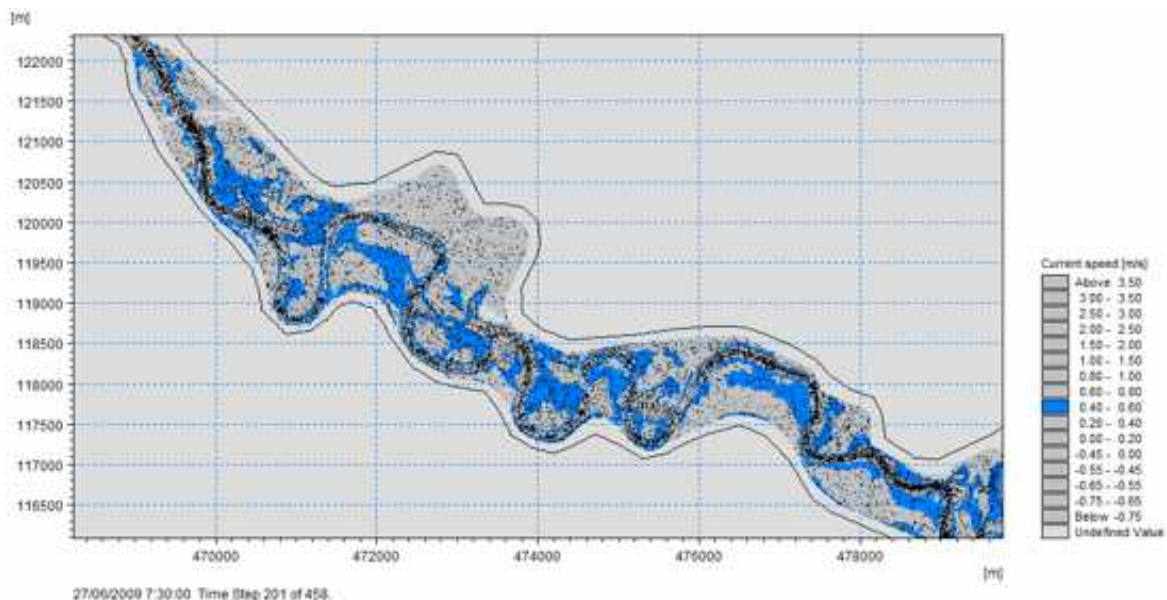 [m]
122000
121500
121000
120500
120000
119500
119000
118500
118000
117500
117000
116500
470000 472000 474000 476000 478000
[m]
Current speed [m/s]
Above 3.50
3.00 - 3.50
2.50 - 3.00
2.00 - 2.50
1.50 - 2.00
1.00 - 1.50
0.80 - 1.00
0.60 - 0.80
0.40 - 0.60
0.20 - 0.40
0.00 - 0.20
-0.45 - 0.00
-0.55 - -0.45
-0.65 - -0.55
-0.75 - -0.65
Below -0.75
Undefined Value
27/06/2009 7:30:00 Time Step 201 of 458.